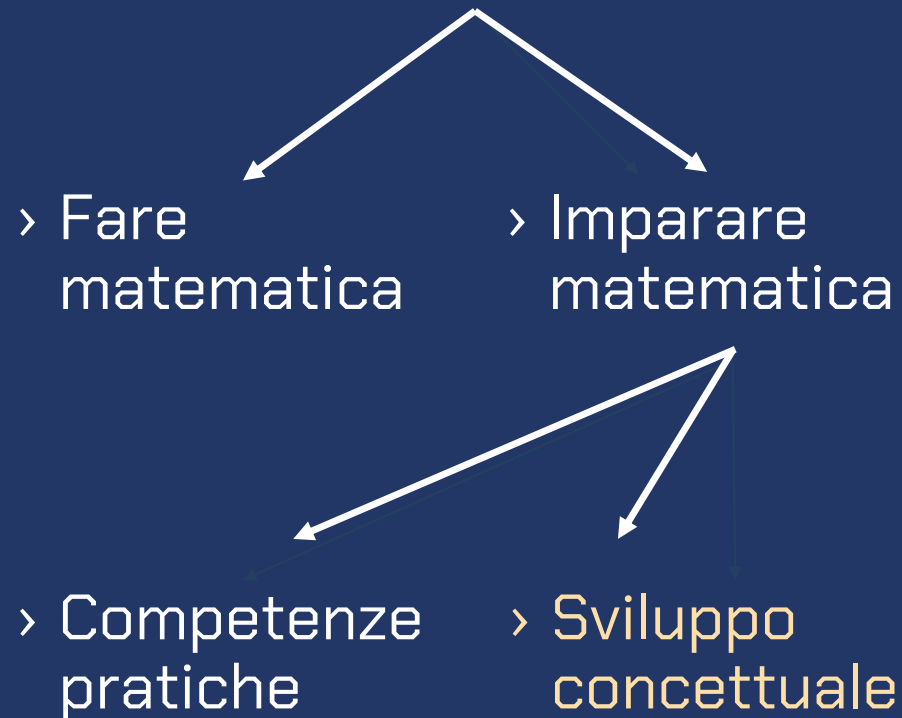 › Fare
matematica
› Imparare
matematica
› Competenze
pratiche
› Sviluppo
concettuale